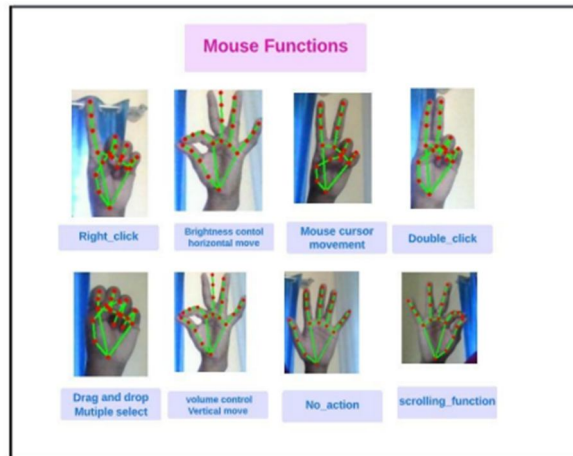 Mouse Functions
Right_click
Brightness contol
horizontal move
Mouse cursor
movement
Double_click
Drag and drop
Mutiple select
volume control
Vertical move
No_action
scrolling_function